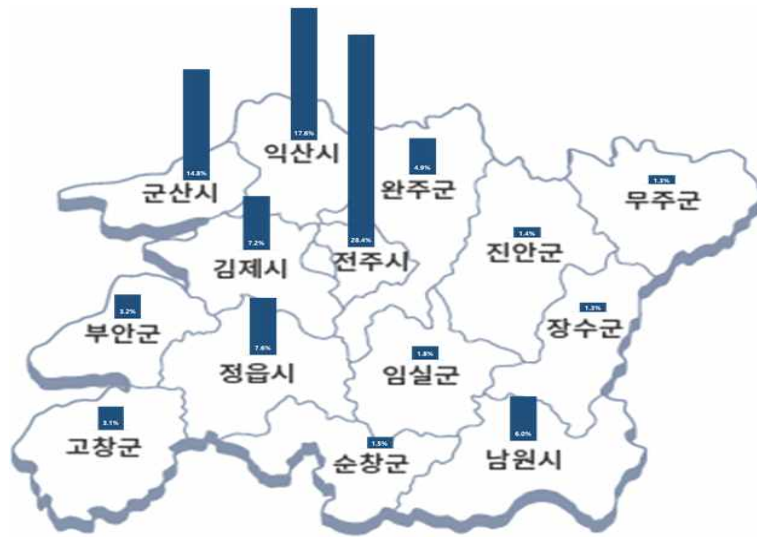 17.6%
익산시
14.8%
군산시
4.9%
완주군
1.3%
무주군
7.2%
김제시
28.4%
전주시
1.4%
진안군
3.2%
부안군
7.6%
정읍시
1.8%
임실군
1.3%
장수군
3.1%
고창군
1.5%
순창군
6.0%
남원시